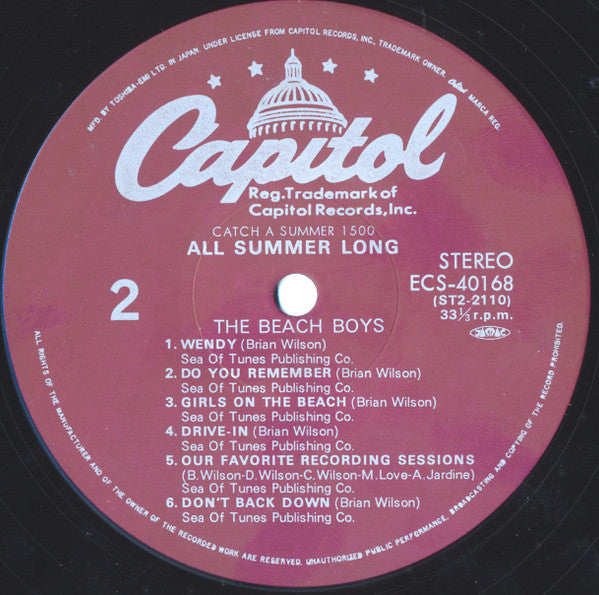 MFD. BY TOSHIBA-EMI LTD. IN JAPAN. UNDER LICENSE FROM CAPITOL RECORDS, INC., TRADEMARK OWNER. MARCA REG.
Capitol
Reg.Trademark of
Capitol Records,Inc.
CATCH A SUMMER 1500
ALL SUMMER LONG
2
STEREO
ECS-40168
(ST2-2110)
33⅓ r.p.m.
JASRAC
THE BEACH BOYS
1. WENDY (Brian Wilson)
Sea Of Tunes Publishing Co.
2. DO YOU REMEMBER (Brian Wilson)
Sea Of Tunes Publishing Co.
3. GIRLS ON THE BEACH (Brian Wilson)
Sea Of Tunes Publishing Co.
4. DRIVE-IN (Brian Wilson)
Sea Of Tunes Publishing Co.
5. OUR FAVORITE RECORDING SESSIONS
(B.Wilson-D.Wilson-C.Wilson-M.Love-A.Jardine)
Sea Of Tunes Publishing Co.
6. DON'T BACK DOWN (Brian Wilson)
Sea Of Tunes Publishing Co.
ALL RIGHTS OF THE MANUFACTURER AND OF THE OWNER OF THE RECORDED WORK ARE RESERVED. UNAUTHORIZED PUBLIC PERFORMANCE, BROADCASTING AND COPYING OF THE RECORD PROHIBITED.